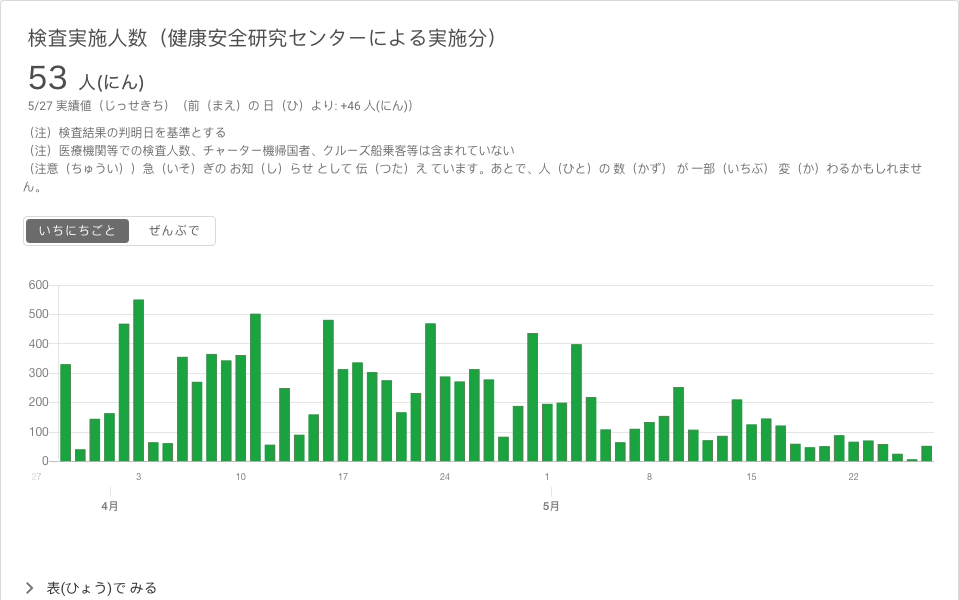 検査実施人数（健康安全研究センターによる実施分）
53 人(にん)
5/27 実績値（じっせきち）（前（まえ）の 日（ひ）より: +46 人(にん)）
（注）検査結果の判明日を基準とする
（注）医療機関等での検査人数、チャーター機帰国者、クルーズ船乗客等は含まれていない
（注意（ちゅうい））急（いそ）ぎの お知（し）らせ として 伝（つた）え ています。あとで、人（ひと）の 数（かず） が 一部（いちぶ） 変（か）わるかもしれませ
ん。
いちにちごと ぜんぶで
600
500
400
300
200
100
0
27 3 10 17 24 1 8 15 22
4月 5月
表(ひょう)で みる